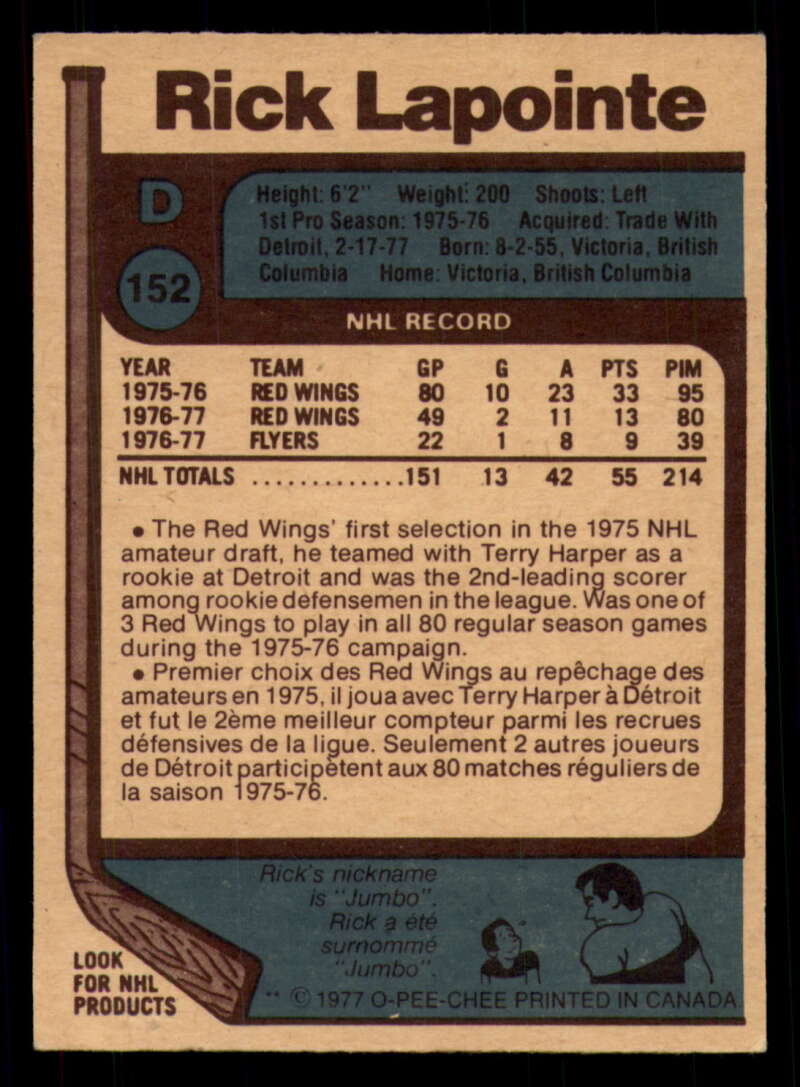 Rick Lapointe
D
152
Height: 6'2" Weight: 200 Shoots: Left
1st Pro Season: 1975-76 Acquired: Trade With
Detroit, 2-17-77 Born: 8-2-55, Victoria, British
Columbia Home: Victoria, British Columbia
NHL RECORD
YEAR TEAM GP G A PTS PIM
1975-76 RED WINGS 80 10 23 33 95
1976-77 RED WINGS 49 2 11 13 80
1976-77 FLYERS 22 1 8 9 39
NHL TOTALS ..............151 13 42 55 214
• The Red Wings' first selection in the 1975 NHL
amateur draft, he teamed with Terry Harper as a
rookie at Detroit and was the 2nd-leading scorer
among rookie defensemen in the league. Was one of
3 Red Wings to play in all 80 regular season games
during the 1975-76 campaign.
• Premier choix des Red Wings au repêchage des
amateurs en 1975, il joua avec Terry Harper à Détroit
et fut le 2ème meilleur compteur parmi les recrues
défensives de la ligue. Seulement 2 autres joueurs
de Détroit participètent aux 80 matches réguliers de
la saison 1975-76.
Rick's nickname
is "Jumbo".
Rick a été
surnommé
"Jumbo".
LOOK
FOR NHL
PRODUCTS
** © 1977 O-PEE-CHEE PRINTED IN CANADA